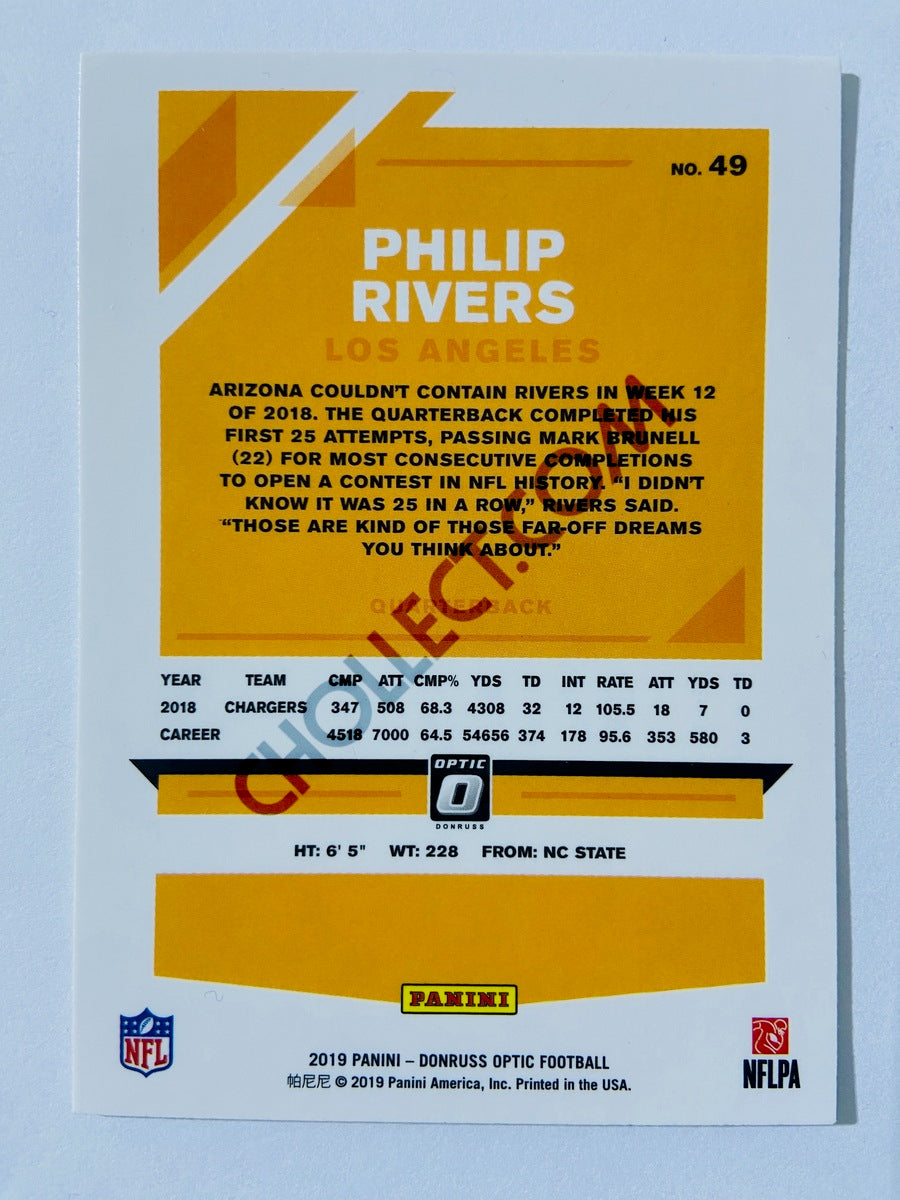 NO. 49
PHILIP
RIVERS
LOS ANGELES
ARIZONA COULDN'T CONTAIN RIVERS IN WEEK 12
OF 2018. THE QUARTERBACK COMPLETED HIS
FIRST 25 ATTEMPTS, PASSING MARK BRUNELL
(22) FOR MOST CONSECUTIVE COMPLETIONS
TO OPEN A CONTEST IN NFL HISTORY. “I DIDN'T
KNOW IT WAS 25 IN A ROW,” RIVERS SAID.
“THOSE ARE KIND OF THOSE FAR-OFF DREAMS
YOU THINK ABOUT.”
QUARTERBACK
CHOLLECT.COM
YEAR TEAM CMP ATT CMP% YDS TD INT RATE ATT YDS TD
2018 CHARGERS 347 508 68.3 4308 32 12 105.5 18 7 0
CAREER 4518 7000 64.5 54656 374 178 95.6 353 580 3
OPTIC
O
DONRUSS
HT: 6' 5" WT: 228 FROM: NC STATE
PANINI
NFL
NFLPA
2019 PANINI – DONRUSS OPTIC FOOTBALL
帕尼尼 © 2019 Panini America, Inc. Printed in the USA.